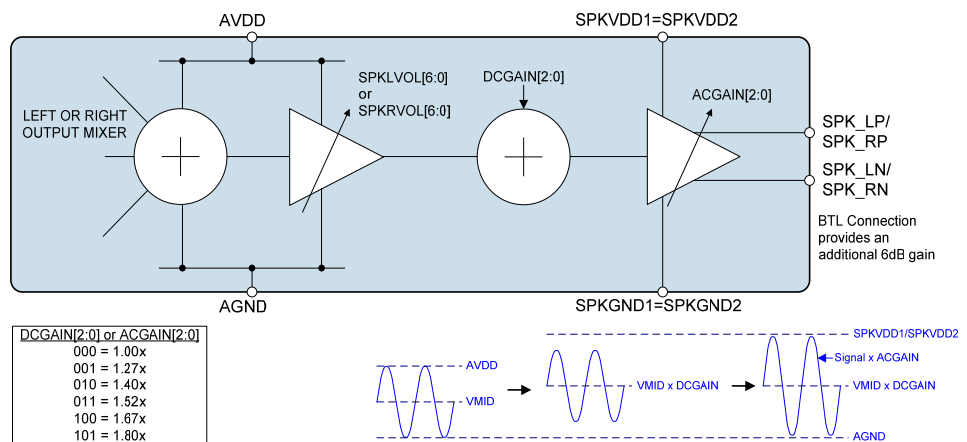 AVDD
SPKVDD1=SPKVDD2
SPKLVOL[6:0]
or
SPKRVOL[6:0]
DCGAIN[2:0]
ACGAIN[2:0]
LEFT OR RIGHT
OUTPUT MIXER
SPK_LP/
SPK_RP
SPK_LN/
SPK_RN
BTL Connection
provides an
additional 6dB gain
AGND
SPKGND1=SPKGND2
DCGAIN[2:0] or ACGAIN[2:0]
000 = 1.00x
001 = 1.27x
010 = 1.40x
011 = 1.52x
100 = 1.67x
101 = 1.80x
AVDD
VMID
VMID x DCGAIN
SPKVDD1/SPKVDD2
Signal x ACGAIN
VMID x DCGAIN
AGND